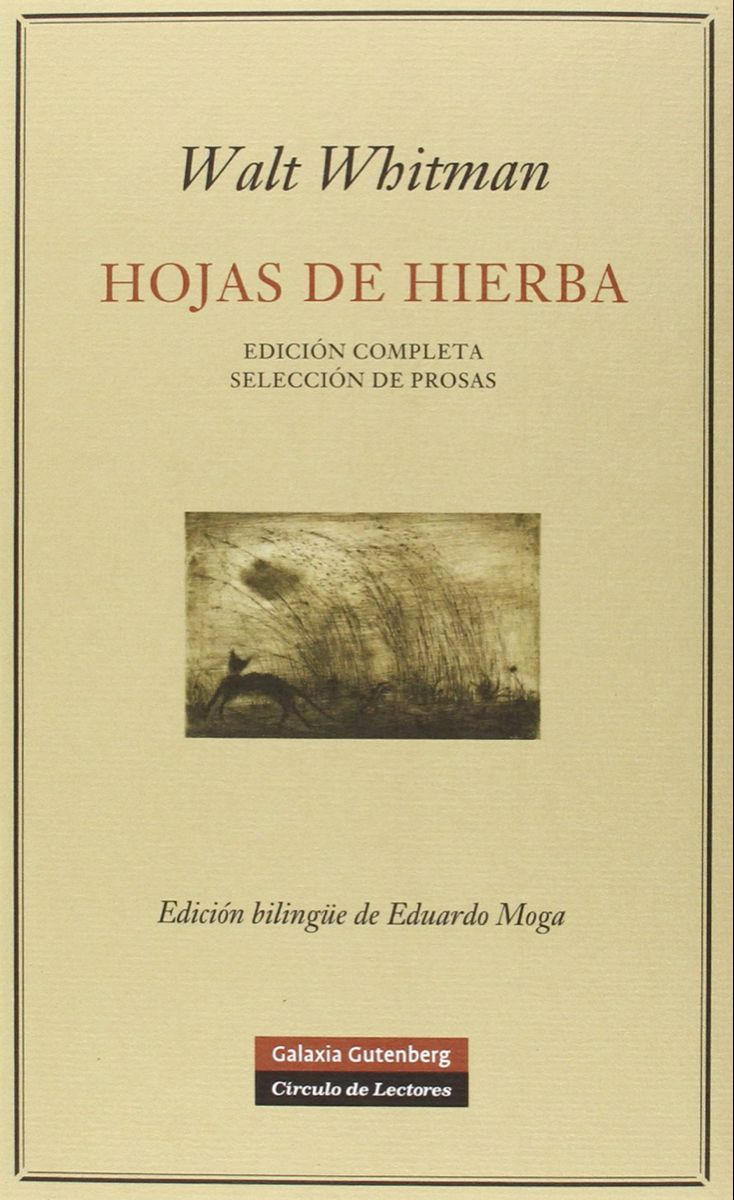 Walt Whitman
HOJAS DE HIERBA
EDICIÓN COMPLETA
SELECCIÓN DE PROSAS
Edición bilingüe de Eduardo Moga
Galaxia Gutenberg
Círculo de Lectores